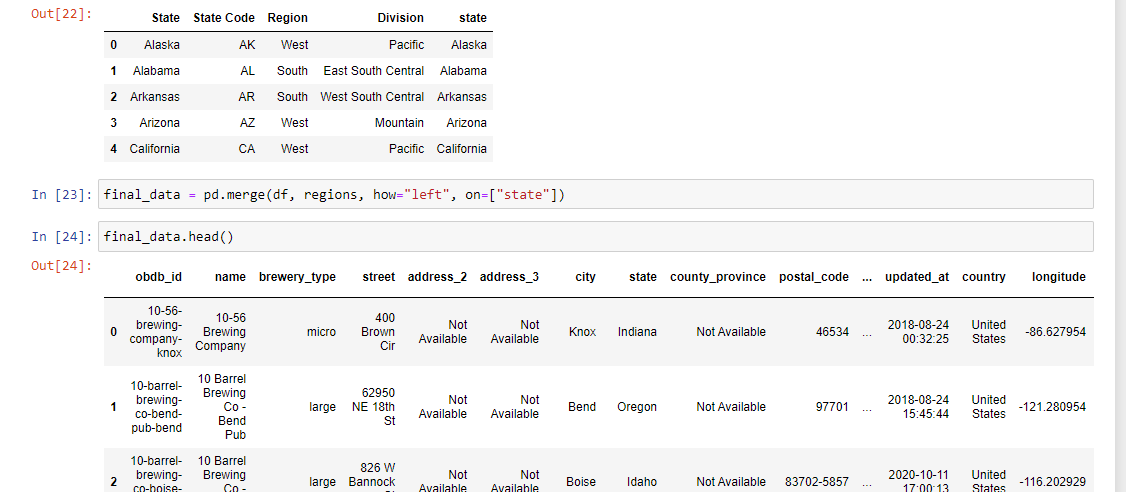 Out[22]:
State State Code Region Division state
0 Alaska AK West Pacific Alaska
1 Alabama AL South East South Central Alabama
2 Arkansas AR South West South Central Arkansas
3 Arizona AZ West Mountain Arizona
4 California CA West Pacific California
In [23]: final_data = pd.merge(df, regions, how="left", on=["state"])
In [24]: final_data.head()
Out[24]:
obdb_id name brewery_type street address_2 address_3 city state county_province postal_code ... updated_at country longitude
0 10-56-brewing-company-knox 10-56 Brewing Company micro 400 Brown Cir Not Available Not Available Knox Indiana Not Available 46534 ... 2018-08-24 00:32:25 United States -86.627954
1 10-barrel-brewing-co-bend-pub-bend 10 Barrel Brewing Co - Bend Pub large 62950 NE 18th St Not Available Not Available Bend Oregon Not Available 97701 ... 2018-08-24 15:45:44 United States -121.280954
2 10-barrel-brewing-co-boise- 10 Barrel Brewing Co - large 826 W Bannock Not Available Not Available Boise Idaho Not Available 83702-5857 ... 2020-10-11 17:00:13 United States -116.202929